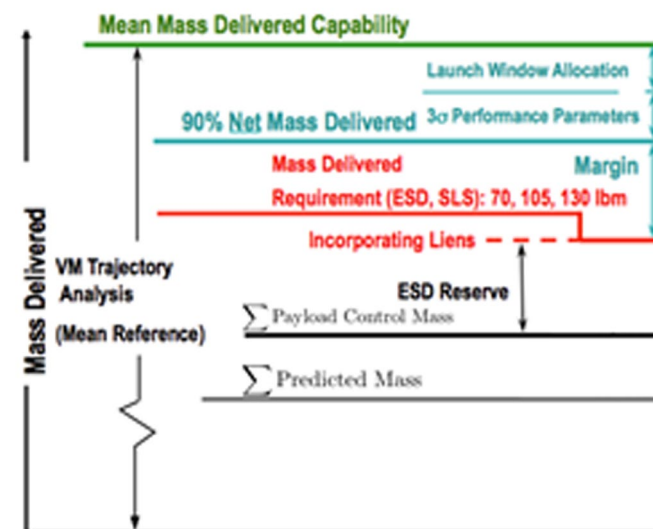 Mean Mass Delivered Capability
Launch Window Allocation
90% Net Mass Delivered
3σ Performance Parameters
Mass Delivered
Margin
Requirement (ESD, SLS): 70, 105, 130 lbm
Incorporating Liens
Mass Delivered
VM Trajectory
Analysis
(Mean Reference)
ESD Reserve
∑ Payload Control Mass
∑ Predicted Mass